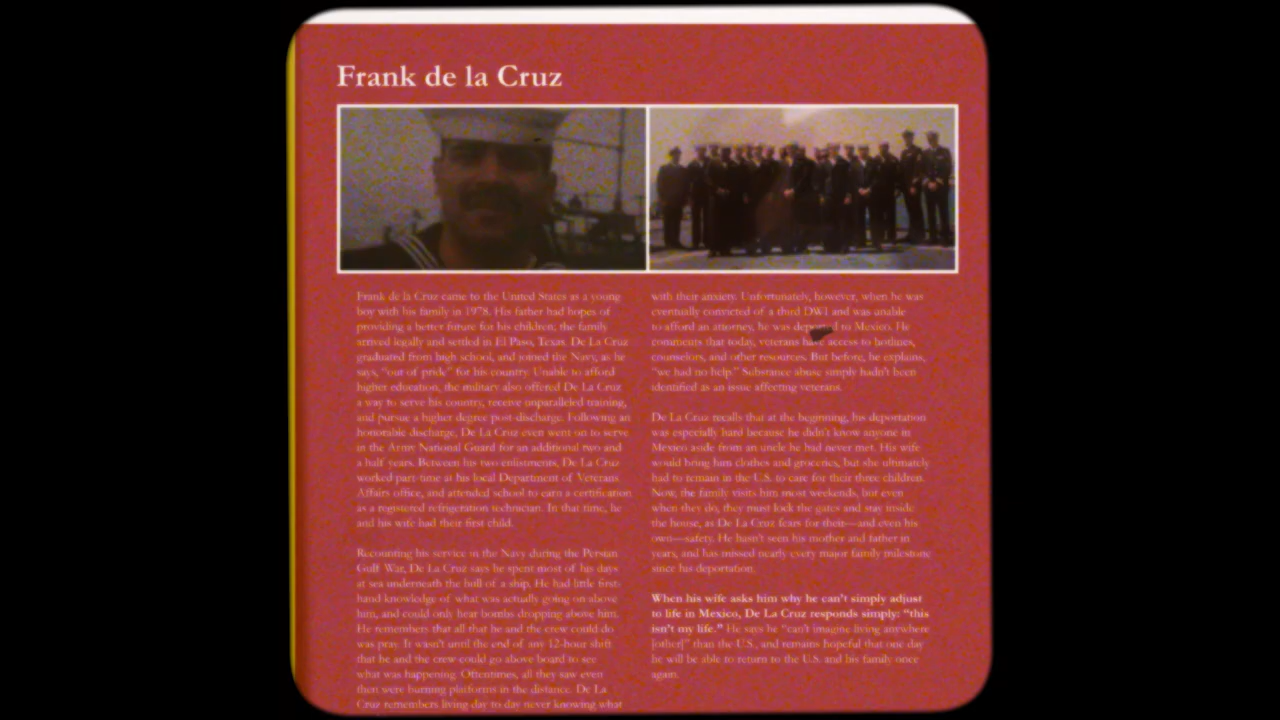 Frank de la Cruz
Frank de la Cruz came to the United States as a young
boy with his family in 1978. His father had hopes of
providing a better future for his children; the family
arrived legally and settled in El Paso, Texas. De La Cruz
graduated from high school, and joined the Navy, as he
says, “out of pride” for his country. Unable to afford
higher education, the military also offered De La Cruz
a way to serve his country, receive unparalleled training,
and pursue a higher degree post-discharge. Following an
honorable discharge, De La Cruz even went on to serve
in the Army National Guard for an additional two and
a half years. Between his two enlistments, De La Cruz
worked part-time at his local Department of Veterans
Affairs office, and attended school to earn a certification
as a registered refrigeration technician. In that time, he
and his wife had their first child.
Recounting his service in the Navy during the Persian
Gulf War, De La Cruz says he spent most of his days
at sea underneath the hull of a ship. He had little first-
hand knowledge of what was actually going on above
him, and could only hear bombs dropping above him.
He remembers that all that he and the crew could do
was pray. It wasn’t until the end of any 12-hour shift
that he and the crew could go above board to see
what was happening. Oftentimes, all they saw even
then were burning platforms in the distance. De La
Cruz remembers living day to day never knowing what
with their anxiety. Unfortunately, however, when he was
eventually convicted of a third DWI and was unable
to afford an attorney, he was deported to Mexico. He
comments that today, veterans have access to hotlines,
counselors, and other resources. But before, he explains,
“we had no help.” Substance abuse simply hadn’t been
identified as an issue affecting veterans.
De La Cruz recalls that at the beginning, his deportation
was especially hard because he didn’t know anyone in
Mexico aside from an uncle he had never met. His wife
would bring him clothes and groceries, but she ultimately
had to remain in the U.S. to care for their three children.
Now, the family visits him most weekends, but even
when they do, they must lock the gates and stay inside
the house, as De La Cruz fears for their—and even his
own—safety. He hasn’t seen his mother and father in
years, and has missed nearly every major family milestone
since his deportation.
When his wife asks him why he can’t simply adjust
to life in Mexico, De La Cruz responds simply: “this
isn’t my life.” He says he “can’t imagine living anywhere
[other]” than the U.S., and remains hopeful that one day
he will be able to return to the U.S. and his family once
again.